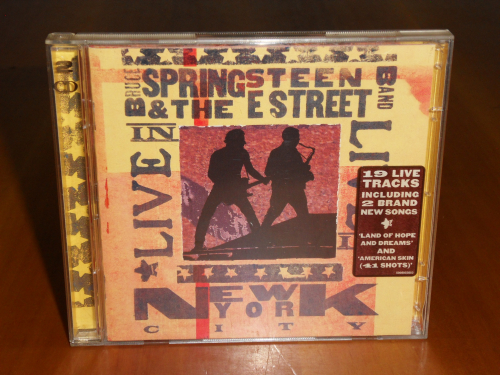 BRUCE
SPRINGSTEEN
& THE E STREET
BAND
LIVE
IN
LIV
NEW
YORK
CITY
19 LIVE
TRACKS
INCLUDING
2 BRAND
NEW SONGS
'LAND OF HOPE
AND DREAMS'
AND
'AMERICAN SKIN
(41 SHOTS)'